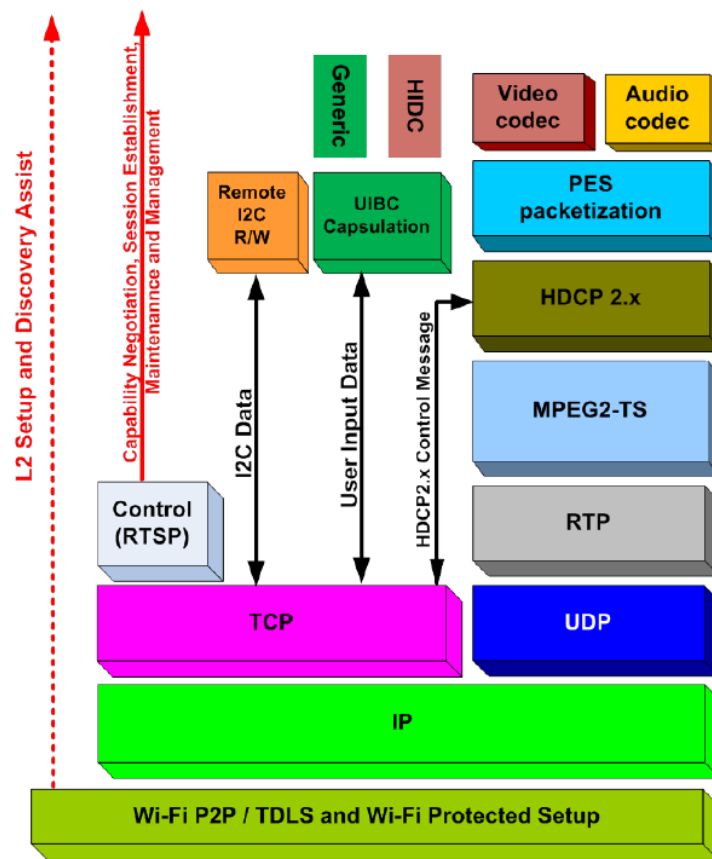 L2 Setup and Discovery Assist
Capability Negotiation, Session Establishment,
Maintenannce and Management
Generic
HIDC
Video
codec
Audio
codec
Remote
I2C
R/W
UIBC
Capsulation
PES
packetization
HDCP 2.x
I2C Data
User Input Data
HDCP2.x Control Message
MPEG2-TS
Control
(RTSP)
RTP
TCP
UDP
IP
Wi-Fi P2P / TDLS and Wi-Fi Protected Setup